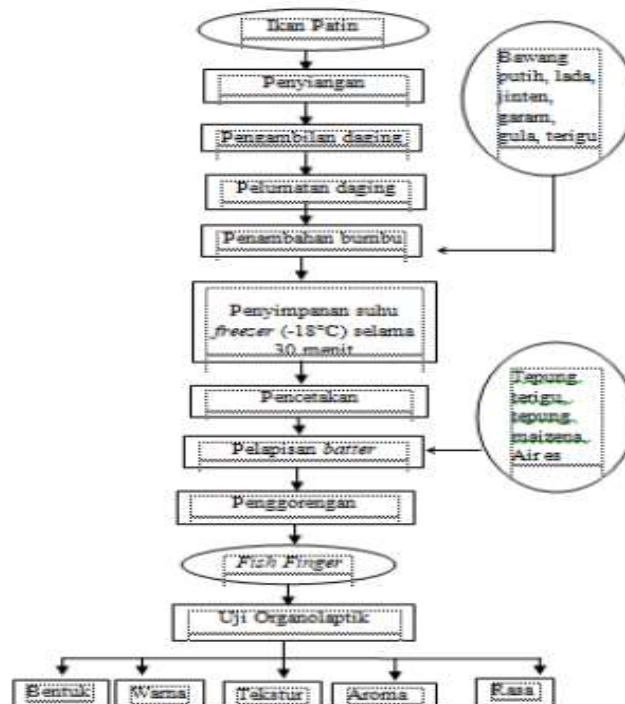 Ikan Patin
Bawang
putih, lada,
jinten,
garam,
gula, terigu
Penyiangan
Pengambilan daging
Pelumatan daging
Penambahan bumbu
Penyimpanan suhu
freezer (-18°C) selama
30 menit
Tepung
terigu,
tepung
maizena,
Air es
Pencetakan
Pelapisan batter
Penggorengan
Fish Finger
Uji Organolaptik
Bentuk Warna Tekstur Aroma Rasa